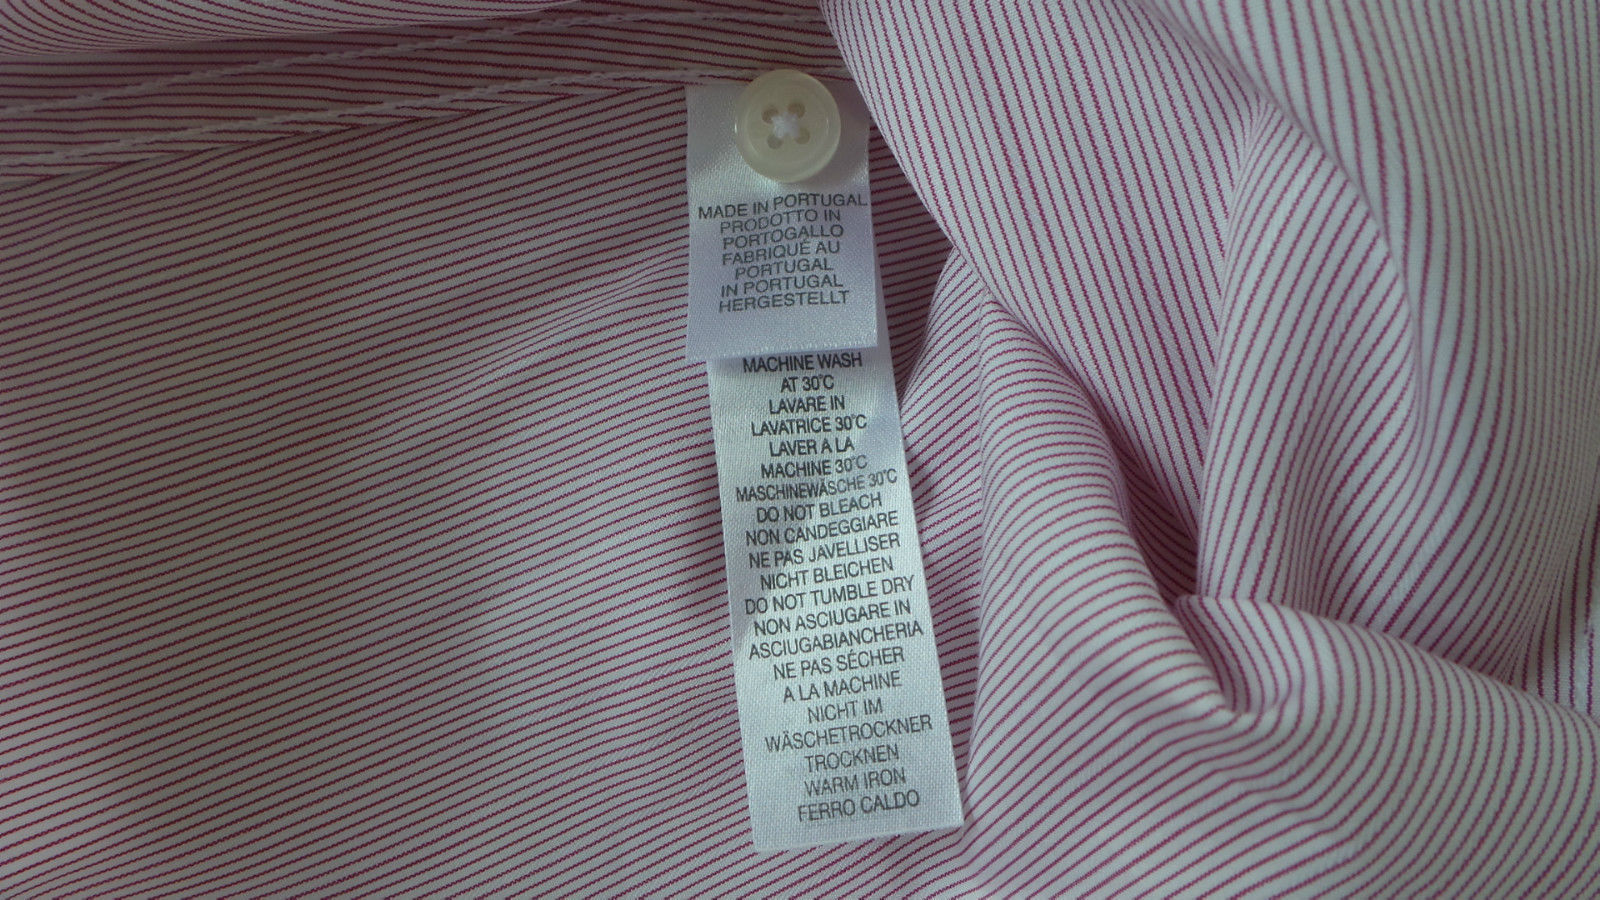 MADE IN PORTUGAL
PRODOTTO IN
PORTOGALLO
FABRIQUÉ AU
PORTUGAL
IN PORTUGAL
HERGESTELLT
MACHINE WASH
AT 30°C
LAVARE IN
LAVATRICE 30°C
LAVER A LA
MACHINE 30°C
MASCHINEWÄSCHE 30°C
DO NOT BLEACH
NON CANDEGGIARE
NE PAS JAVELLISER
NICHT BLEICHEN
DO NOT TUMBLE DRY
NON ASCIUGARE IN
ASCIUGABIANCHERIA
NE PAS SÉCHER
A LA MACHINE
NICHT IM
WÄSCHETROCKNER
TROCKNEN
WARM IRON
FERRO CALDO